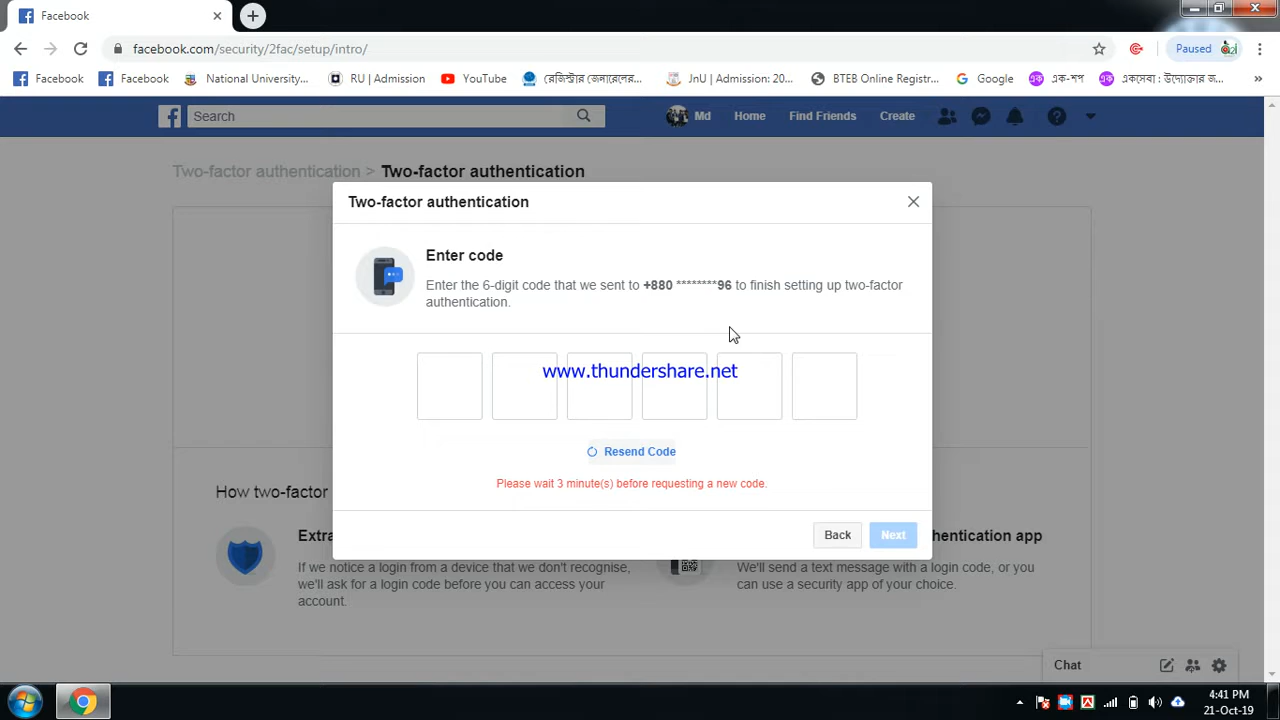 Facebook
facebook.com/security/2fac/setup/intro/
Paused
Facebook
Facebook
National University...
RU | Admission
YouTube
(রেজিস্টার জেনারেলের...
JnU | Admission: 20...
BTEB Online Registr...
Google
এক-শপ
একসেবা : উদ্যোক্তার জ...
»
Search
Md
Home
Find Friends
Create
Two-factor authentication > Two-factor authentication
Two-factor authentication
Enter code
Enter the 6-digit code that we sent to +880 ********96 to finish setting up two-factor
authentication.
www.thundershare.net
Resend Code
Please wait 3 minute(s) before requesting a new code.
Back
Next
How two-factor
Extra
If we notice a login from a device that we don't recognise,
we'll ask for a login code before you can access your
account.
hentication app
We'll send a text message with a login code, or you
can use a security app of your choice.
Chat
4:41 PM
21-Oct-19